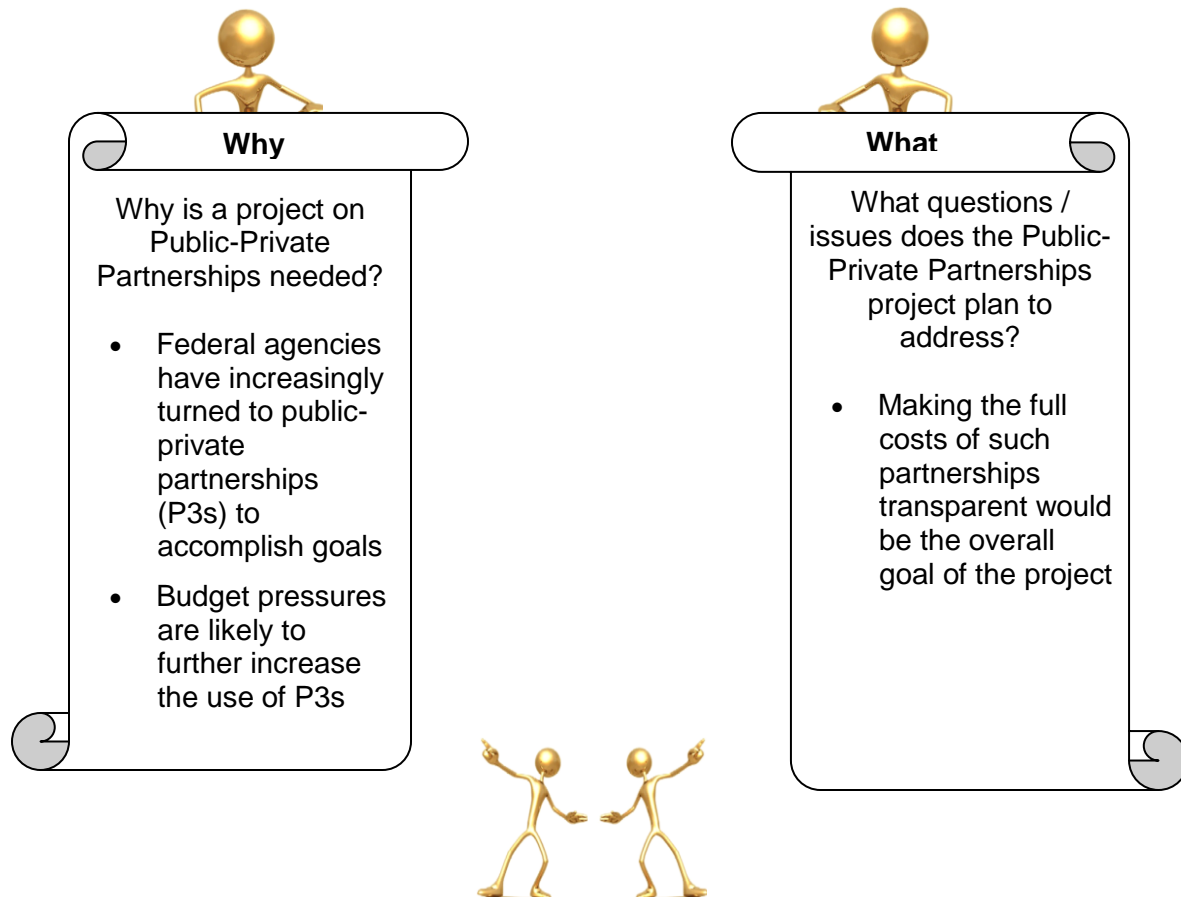 Why
Why is a project on
Public-Private
Partnerships needed?
• Federal agencies
have increasingly
turned to public-
private
partnerships
(P3s) to
accomplish goals
• Budget pressures
are likely to
further increase
the use of P3s
What
What questions /
issues does the Public-
Private Partnerships
project plan to
address?
• Making the full
costs of such
partnerships
transparent would
be the overall
goal of the project